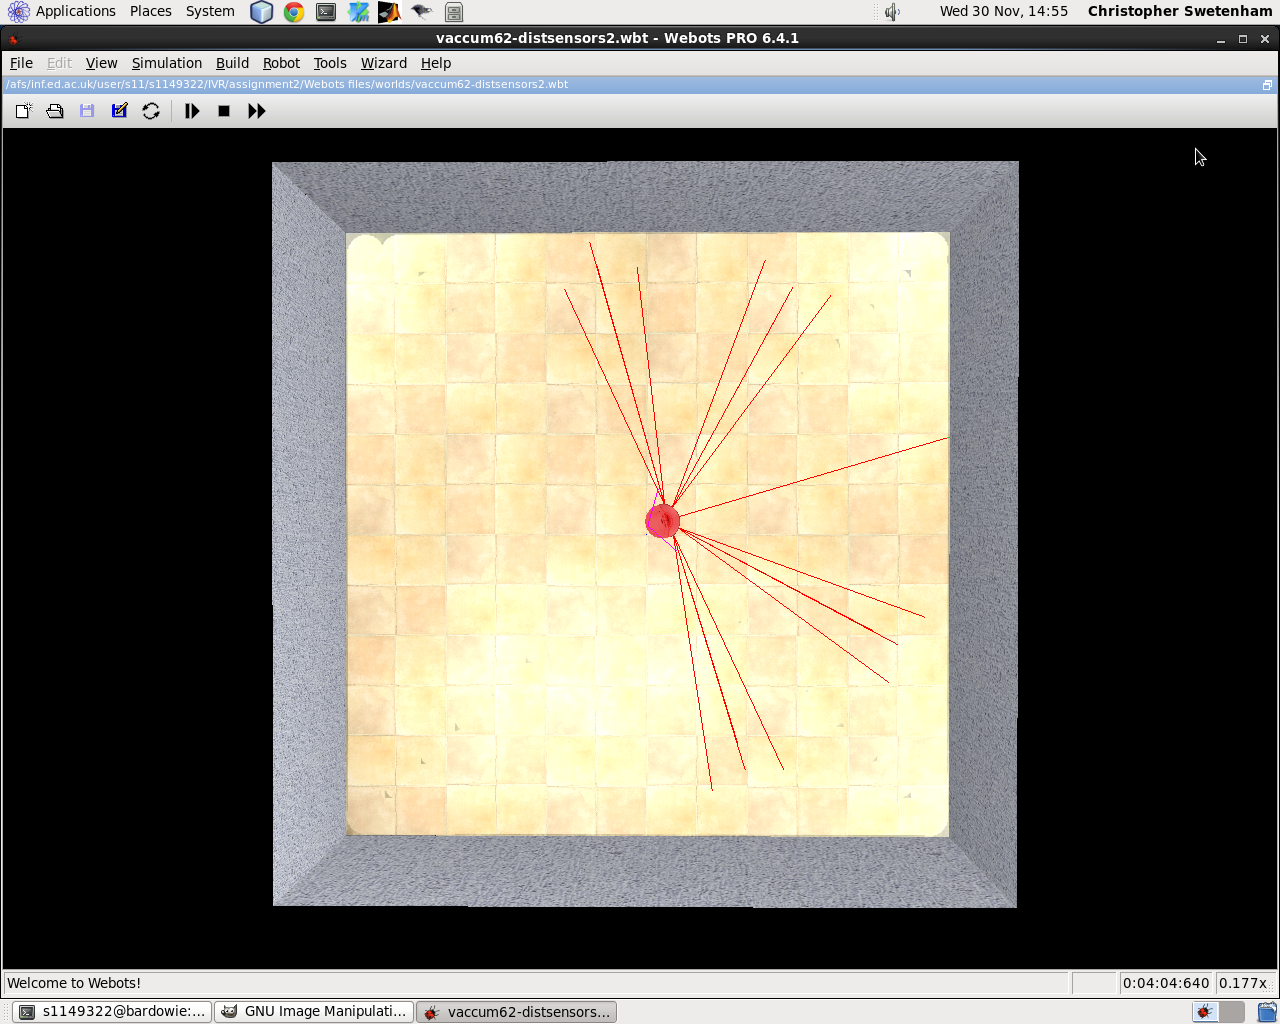 Applications Places System Wed 30 Nov, 14:55 Christopher Swetenham
vaccum62-distsensors2.wbt - Webots PRO 6.4.1
File Edit View Simulation Build Robot Tools Wizard Help
/afs/inf.ed.ac.uk/user/s11/s1149322/IVR/assignment2/Webots files/worlds/vaccum62-distsensors2.wbt
Welcome to Webots! 0:04:04:640 0.177x
s1149322@bardowie:... GNU Image Manipulati... vaccum62-distsensors...